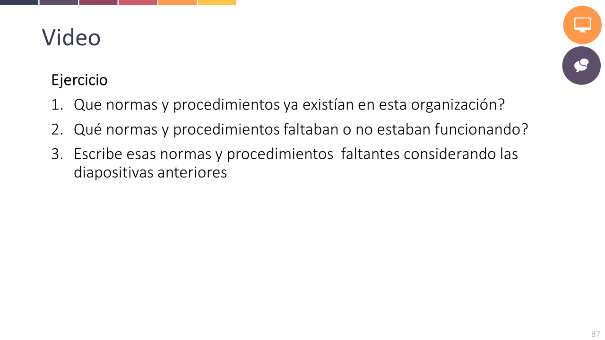 Video
Ejercicio
1. Que normas y procedimientos ya existían en esta organización?
2. Qué normas y procedimientos faltaban o no estaban funcionando?
3. Escribe esas normas y procedimientos faltantes considerando las
diapositivas anteriores
97